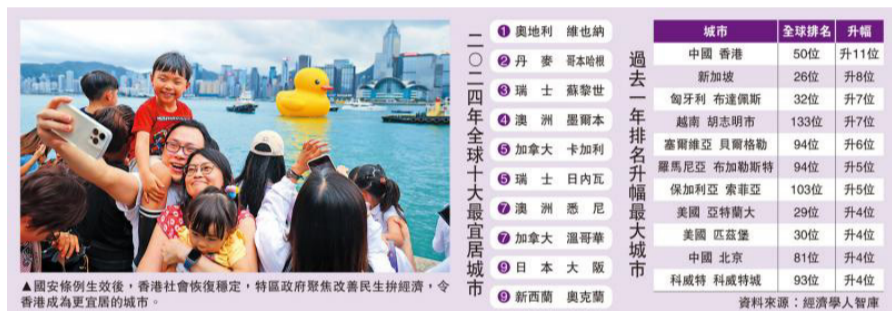 ▲國安條例生效後，香港社會恢復穩定，特區政府聚焦改善民生拚經濟，令
香港成為更宜居的城市。
二〇二四年全球十大最宜居城市
1 奧地利 維也納
2 丹麥 哥本哈根
3 瑞士 蘇黎世
4 澳洲 墨爾本
5 加拿大 卡加利
5 瑞士 日內瓦
7 澳洲 悉尼
7 加拿大 溫哥華
9 日本 大阪
9 新西蘭 奧克蘭
過去一年排名升幅最大城市
城市 全球排名 升幅
中國 香港 50位 升11位
新加坡 26位 升8位
匈牙利 布達佩斯 32位 升7位
越南 胡志明市 133位 升7位
塞爾維亞 貝爾格勒 94位 升6位
羅馬尼亞 布加勒斯特 94位 升5位
保加利亞 索菲亞 103位 升5位
美國 亞特蘭大 29位 升4位
美國 匹茲堡 30位 升4位
中國 北京 81位 升4位
科威特 科威特城 93位 升4位
資料來源：經濟學人智庫